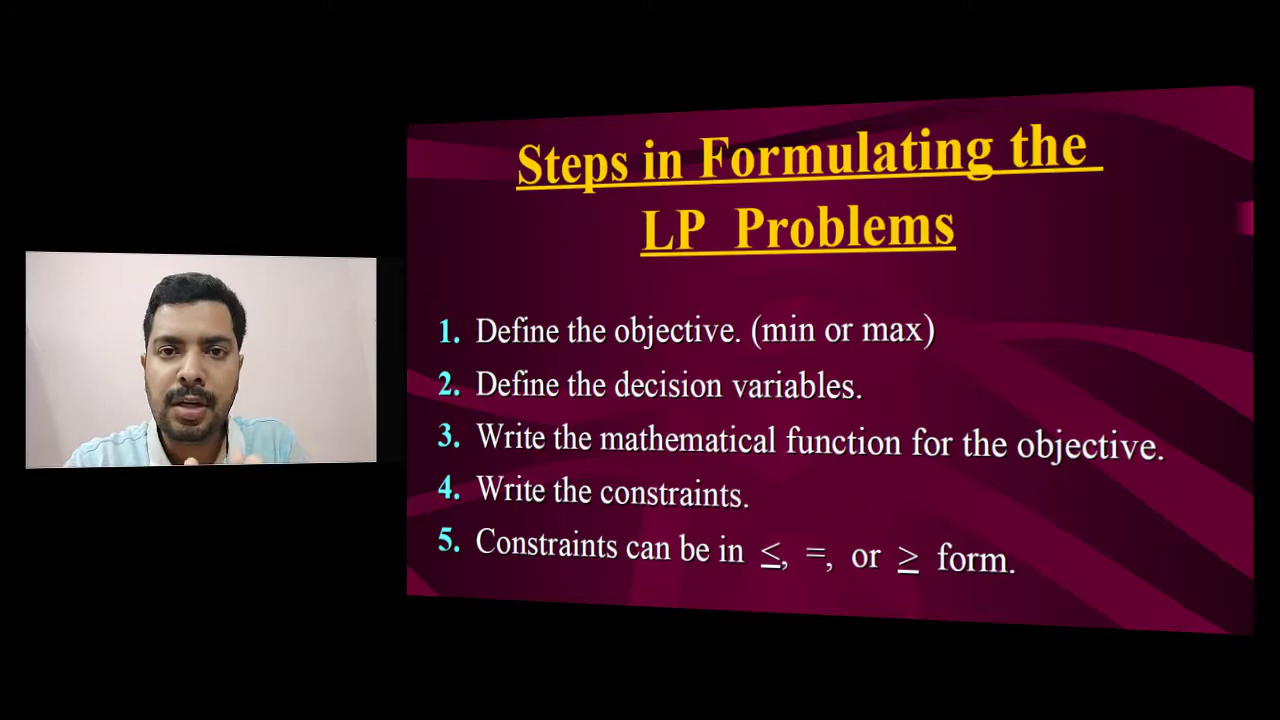 Steps in Formulating the
LP Problems
1. Define the objective. (min or max)
2. Define the decision variables.
3. Write the mathematical function for the objective.
4. Write the constraints.
5. Constraints can be in ≤, =, or ≥ form.